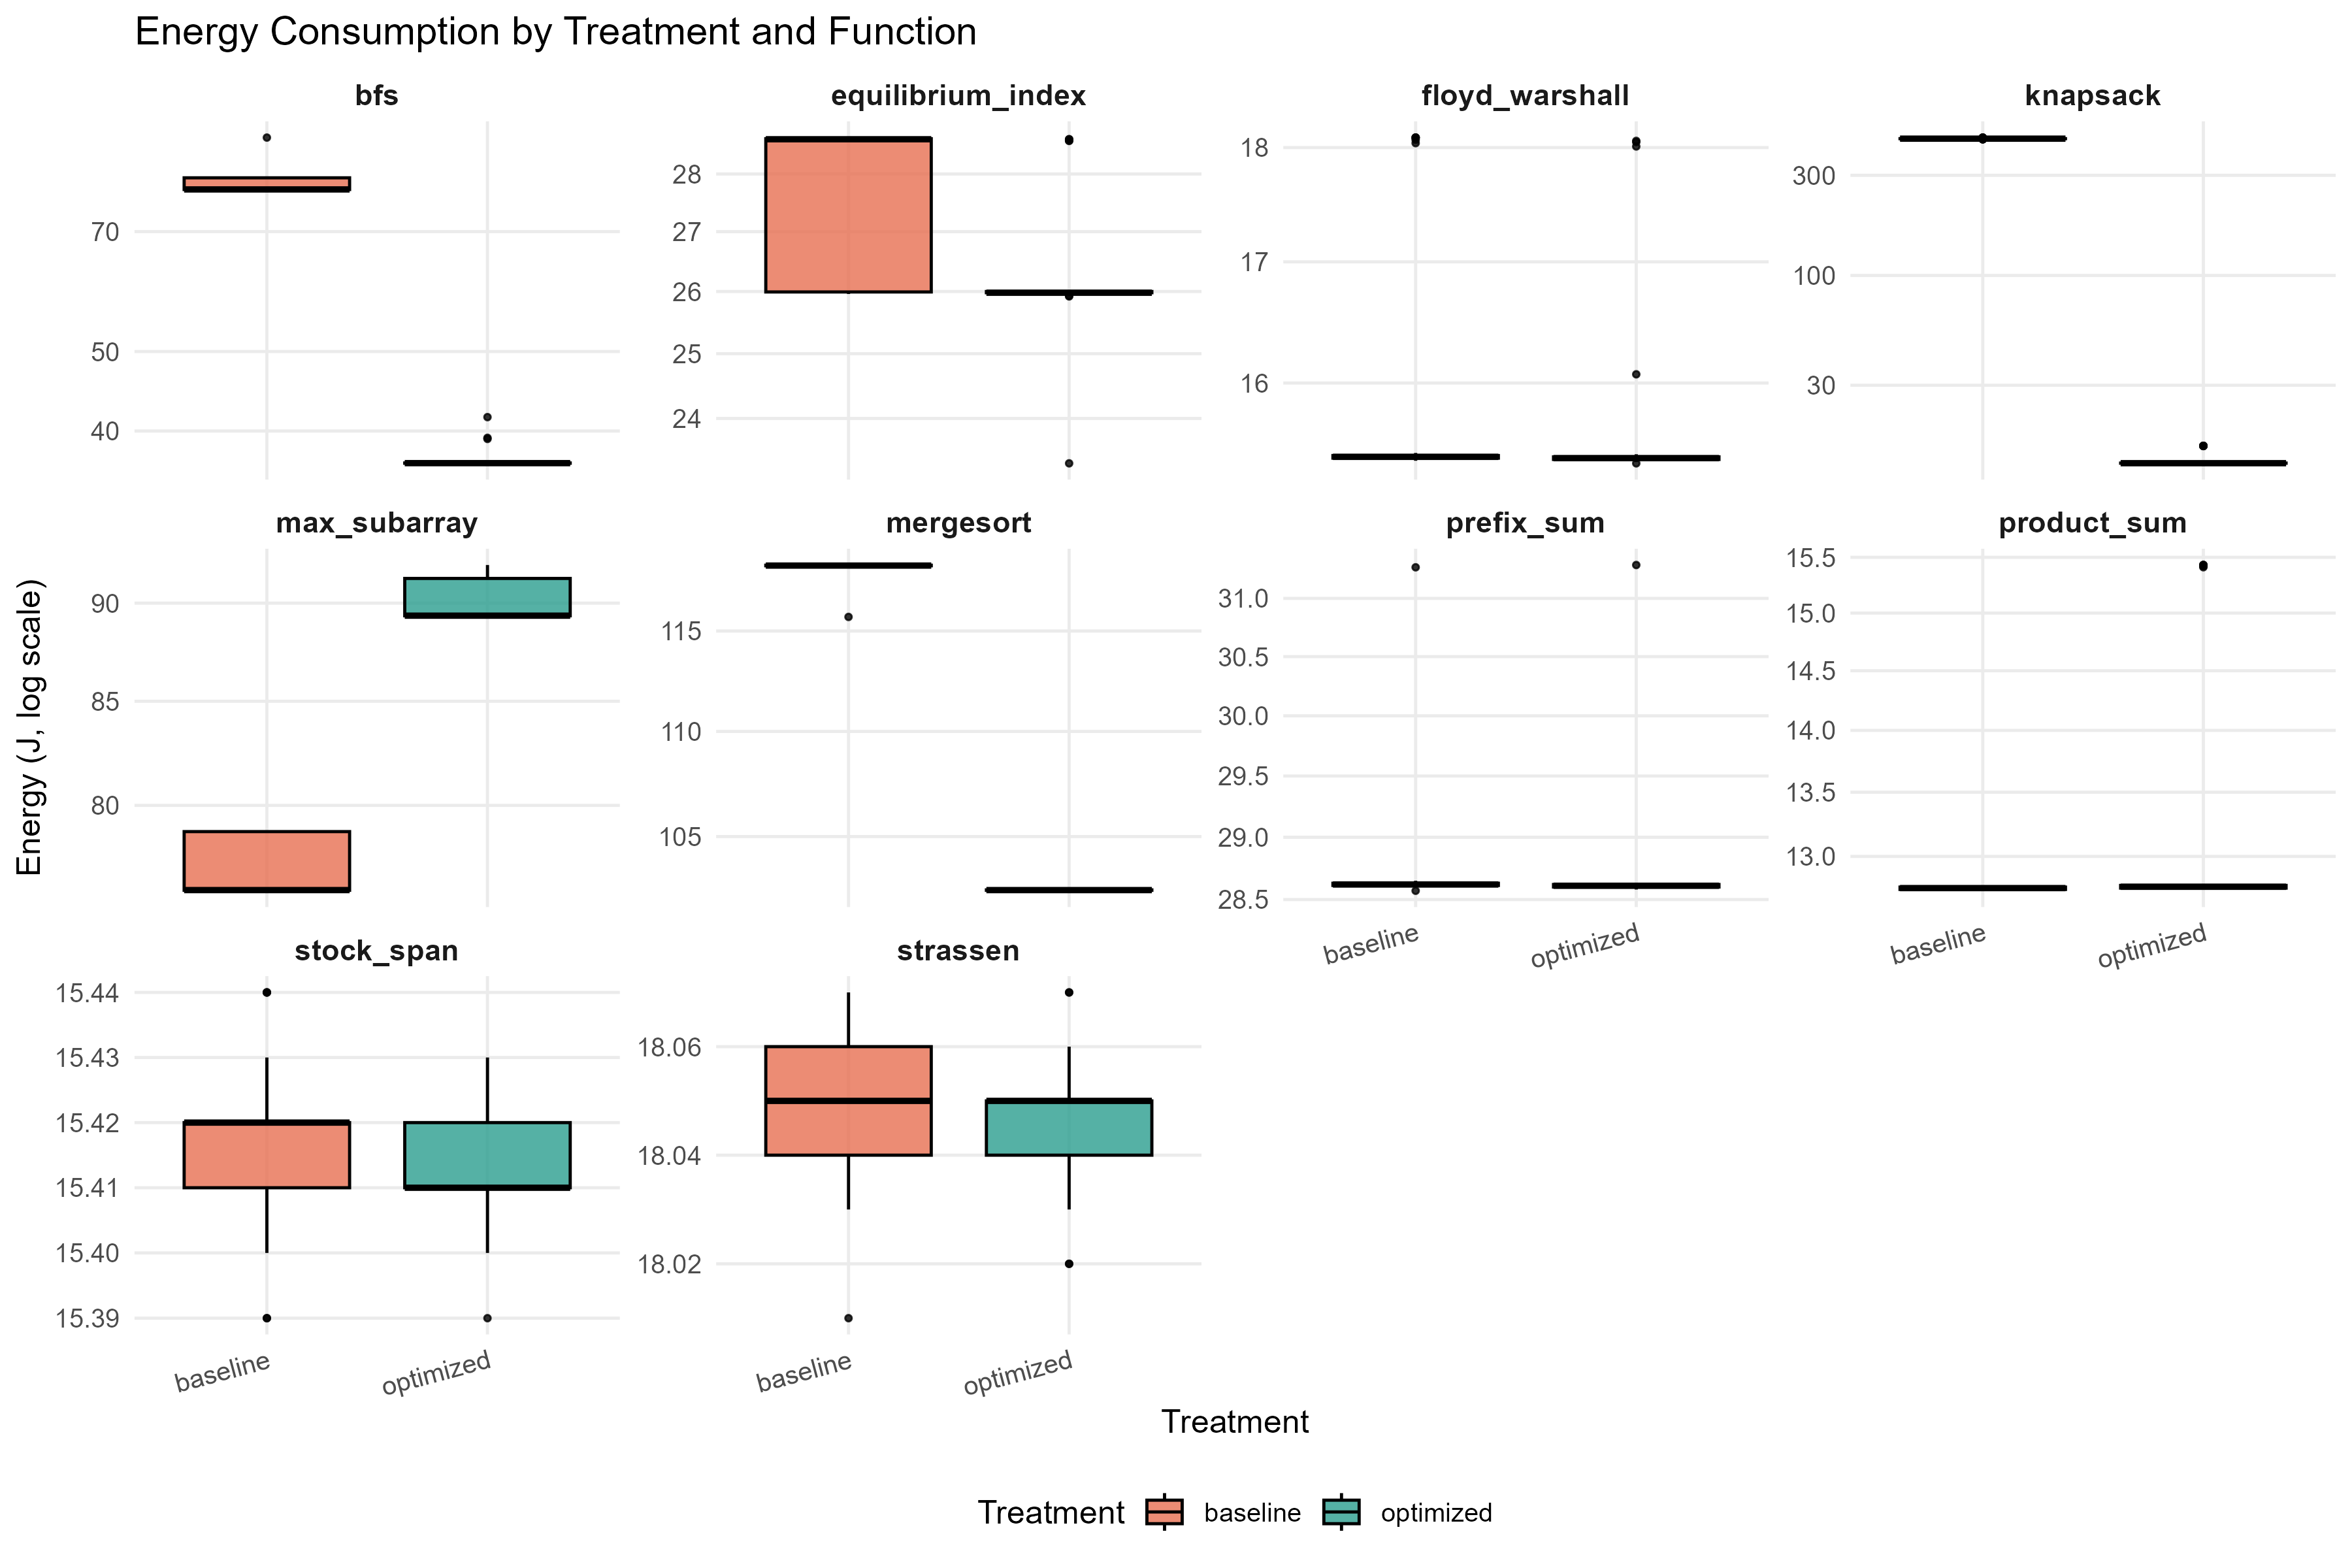 Energy Consumption by Treatment and Function
bfs
equilibrium_index
floyd_warshall
knapsack
70
50
40
28
27
26
25
24
18
17
16
300
100
30
Energy (J, log scale)
max_subarray
mergesort
prefix_sum
product_sum
90
85
80
115
110
105
31.0
30.5
30.0
29.5
29.0
28.5
15.5
15.0
14.5
14.0
13.5
13.0
baseline
optimized
baseline
optimized
stock_span
strassen
15.44
15.43
15.42
15.41
15.40
15.39
18.06
18.04
18.02
baseline
optimized
baseline
optimized
Treatment
Treatment baseline optimized